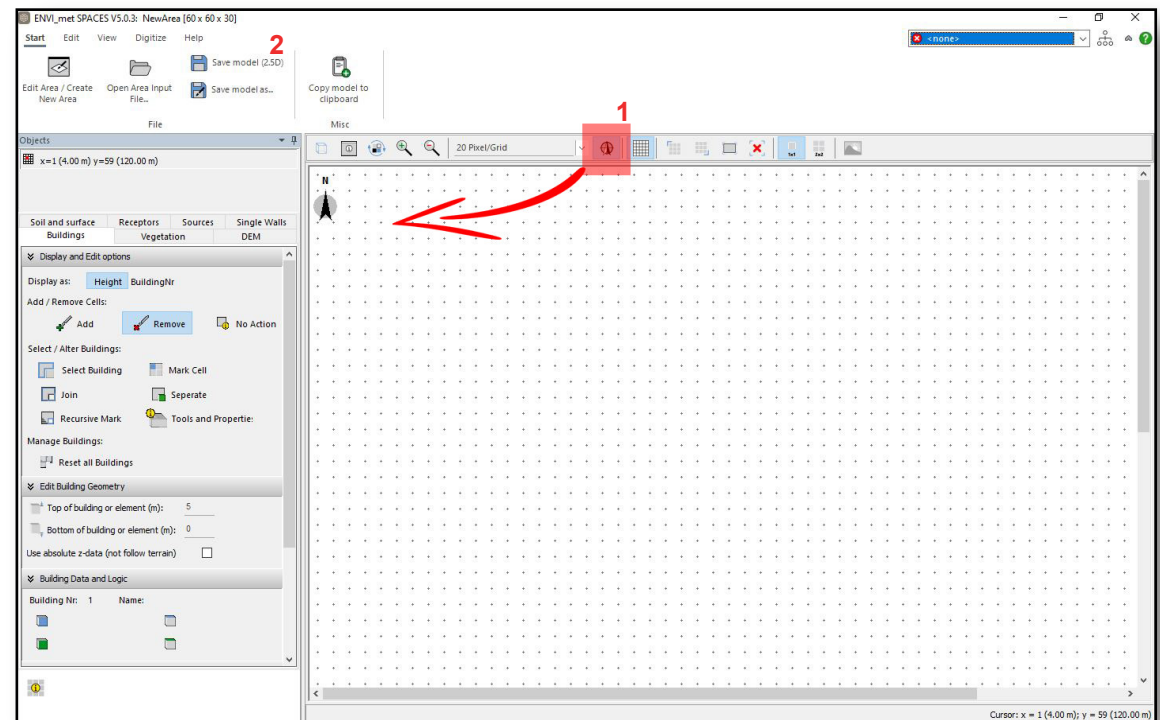 ENVI_met SPACES V5.0.3: NewArea [60 x 60 x 30]
Start Edit View Digitize Help
<none>
2
Save model (2.5D)
Edit Area / Create
New Area
Open Area Input
File..
Save model as..
Copy model to
clipboard
File
Misc
1
Objects
20 Pixel/Grid
1x1
2x2
x=1 (4.00 m) y=59 (120.00 m)
N
Soil and surface Receptors Sources Single Walls
Buildings Vegetation DEM
Display and Edit options
Display as: Height BuildingNr
Add / Remove Cells:
Add Remove No Action
Select / Alter Buildings:
Select Building Mark Cell
Join Seperate
Recursive Mark Tools and Propertie:
Manage Buildings:
Reset all Buildings
Edit Building Geometry
Top of building or element (m): 5
Bottom of building or element (m): 0
Use absolute z-data (not follow terrain)
Building Data and Logic
Building Nr: 1 Name:
Cursor: x = 1 (4.00 m); y = 59 (120.00 m)